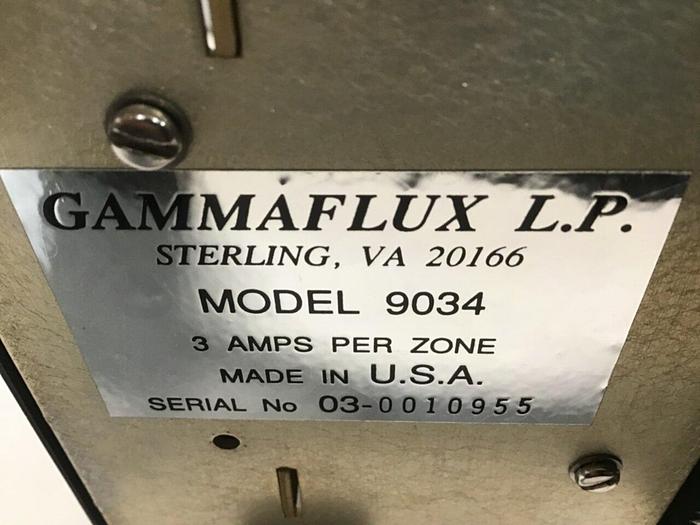 GAMMAFLUX L.P.
STERLING, VA 20166
MODEL 9034
3 AMPS PER ZONE
MADE IN U.S.A.
SERIAL No 03-0010955